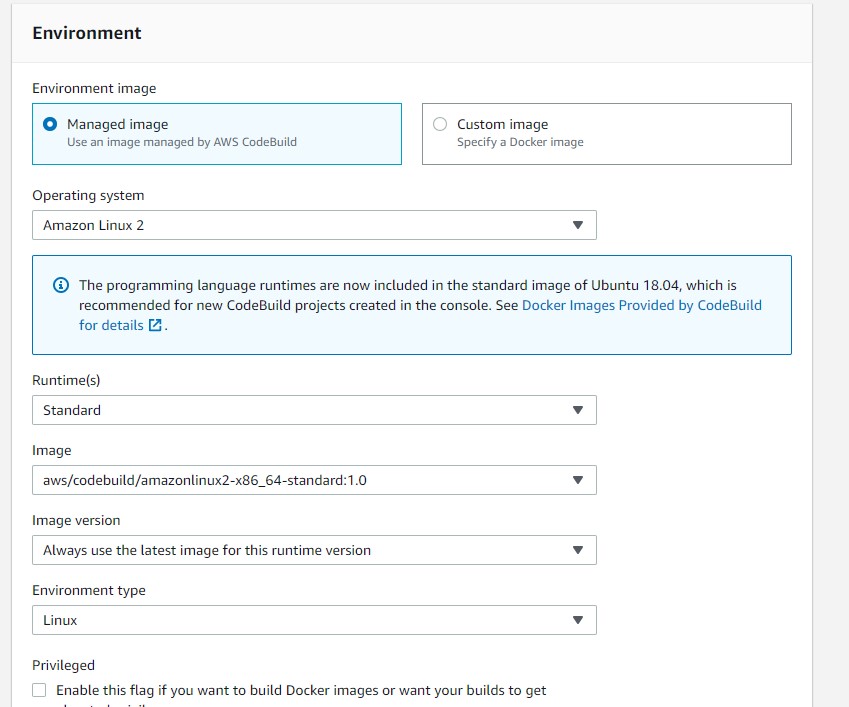 Environment
Environment image
Managed image
Use an image managed by AWS CodeBuild
Custom image
Specify a Docker image
Operating system
Amazon Linux 2
The programming language runtimes are now included in the standard image of Ubuntu 18.04, which is
recommended for new CodeBuild projects created in the console. See Docker Images Provided by CodeBuild
for details .
Runtime(s)
Standard
Image
aws/codebuild/amazonlinux2-x86_64-standard:1.0
Image version
Always use the latest image for this runtime version
Environment type
Linux
Privileged
Enable this flag if you want to build Docker images or want your builds to get